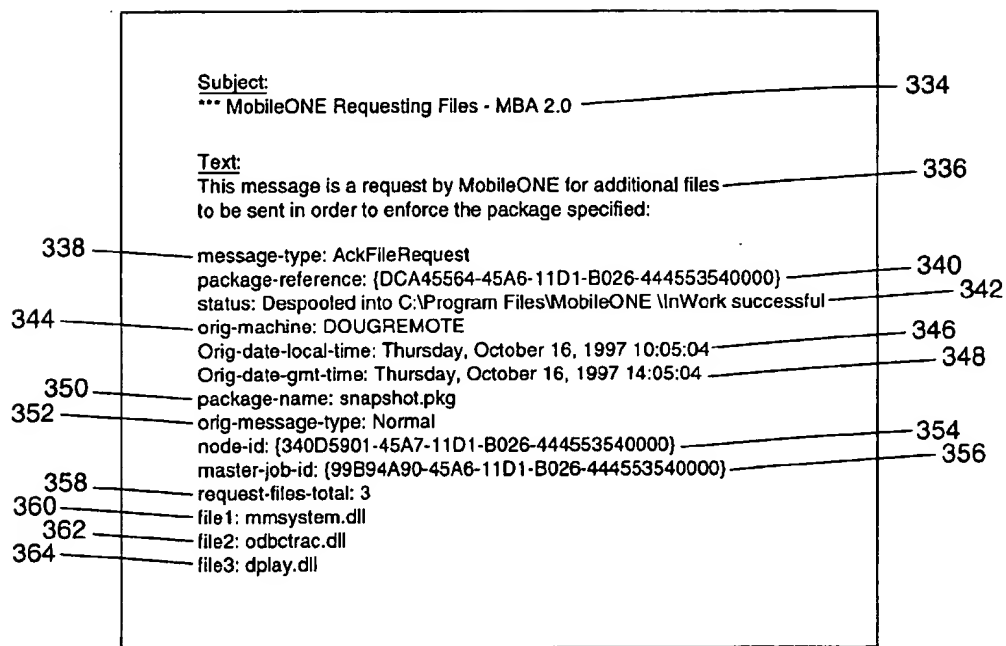 Subject:
*** MobileONE Requesting Files - MBA 2.0 334
Text:
This message is a request by MobileONE for additional files 336
to be sent in order to enforce the package specified:
338 message-type: AckFileRequest
package-reference: {DCA45564-45A6-11D1-B026-444553540000} 340
status: Despooled into C:\Program Files\MobileONE \InWork successful 342
344 orig-machine: DOUGREMOTE
Orig-date-local-time: Thursday, October 16, 1997 10:05:04 346
Orig-date-gmt-time: Thursday, October 16, 1997 14:05:04 348
350 package-name: snapshot.pkg
352 orig-message-type: Normal
node-id: {340D5901-45A7-11D1-B026-444553540000} 354
master-job-id: {99B94A90-45A6-11D1-B026-444553540000} 356
358 request-files-total: 3
360 file1: mmsystem.dll
362 file2: odbctrac.dll
364 file3: dplay.dll